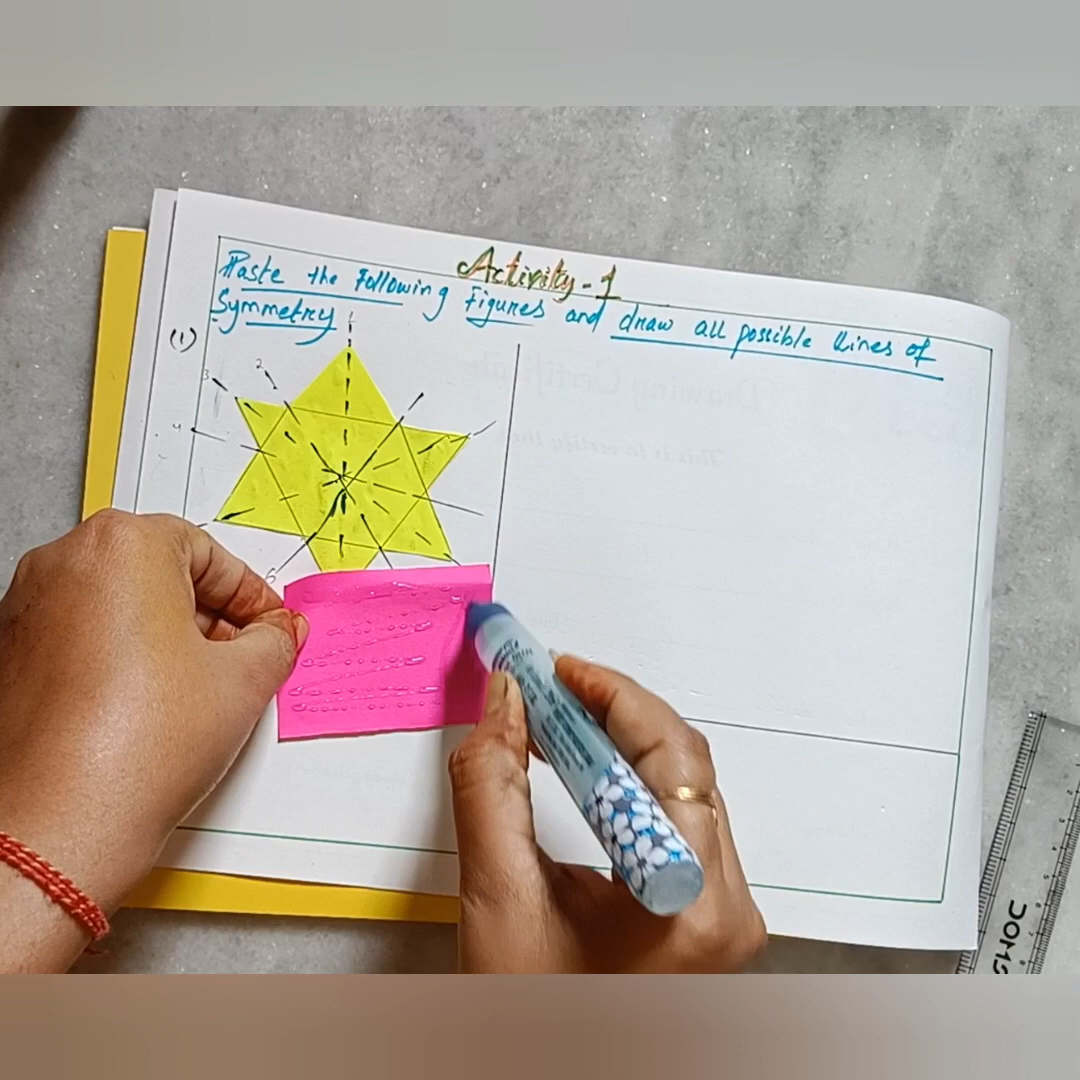 Activity-1
Paste the Following Figures and draw all possible Lines of
Symmetry
(1)
1
2
3
4
6
DOMS